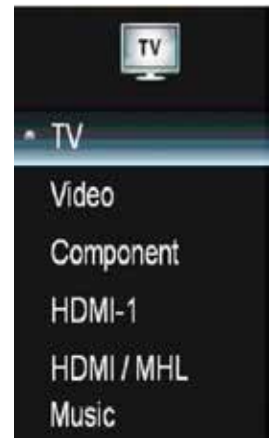 TV
TV
Video
Component
HDMI-1
HDMI / MHL
Music